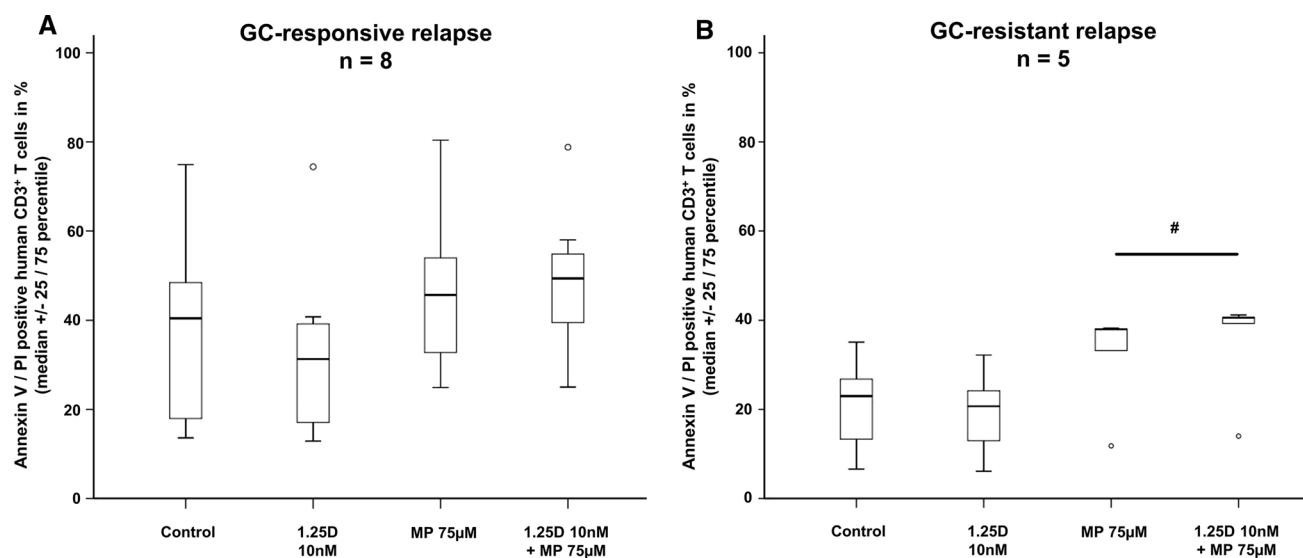 A
GC-responsive relapse
n = 8
Annexin V / PI positive human CD3⁺ T cells in %
(median +/- 25 / 75 percentile)
100
80
60
40
20
0
Control
1.25D
10nM
MP 75µM
1.25D 10nM
+ MP 75µM
B
GC-resistant relapse
n = 5
Annexin V / PI positive human CD3⁺ T cells in %
(median +/- 25 / 75 percentile)
100
80
60
40
20
0
#
Control
1.25D
10nM
MP 75µM
1.25D 10nM
+ MP 75µM